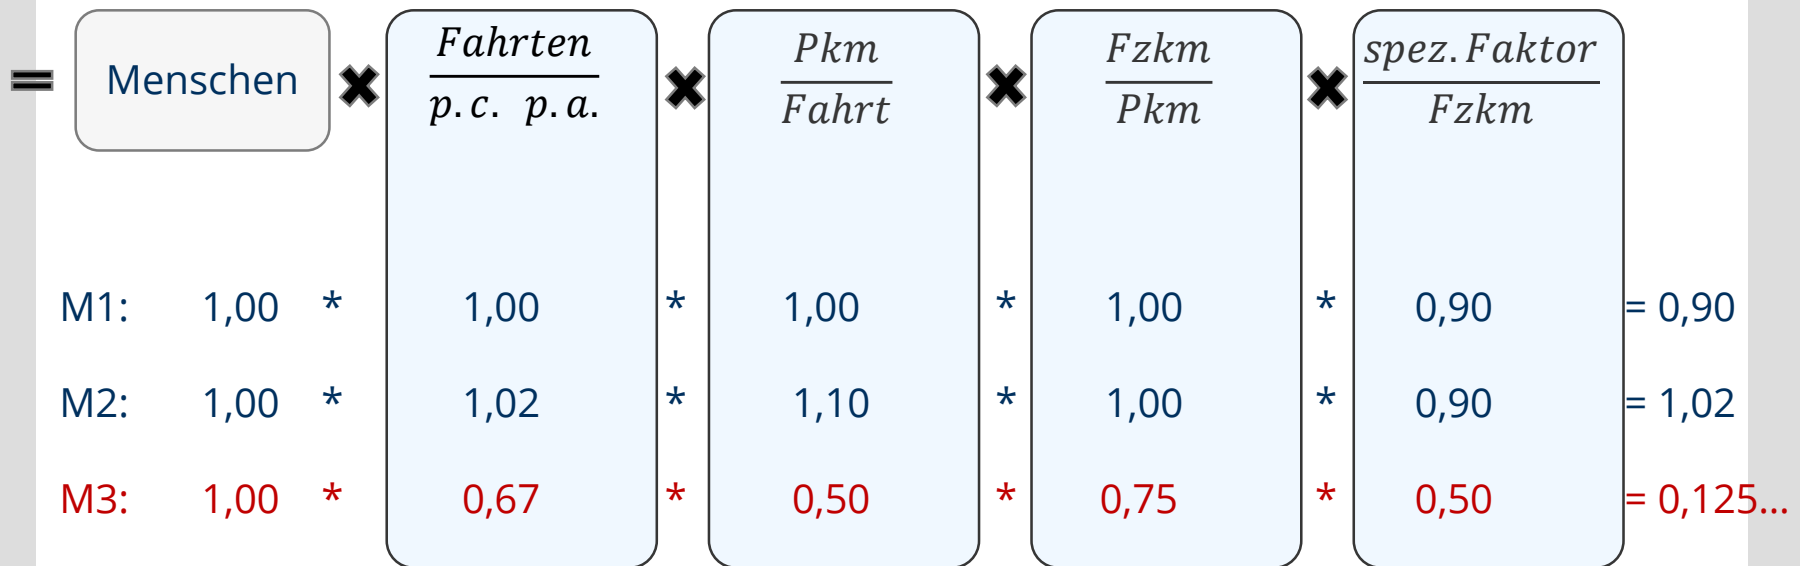 = Menschen ✖ Fahrten / p.c. p.a. ✖ Pkm / Fahrt ✖ Fzkm / Pkm ✖ spez. Faktor / Fzkm
M1: 1,00 * 1,00 * 1,00 * 1,00 * 0,90 = 0,90
M2: 1,00 * 1,02 * 1,10 * 1,00 * 0,90 = 1,02
M3: 1,00 * 0,67 * 0,50 * 0,75 * 0,50 = 0,125...